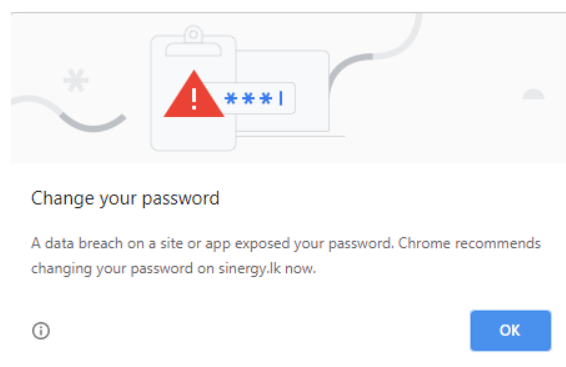 ***|
Change your password
A data breach on a site or app exposed your password. Chrome recommends
changing your password on sinergy.lk now.
OK